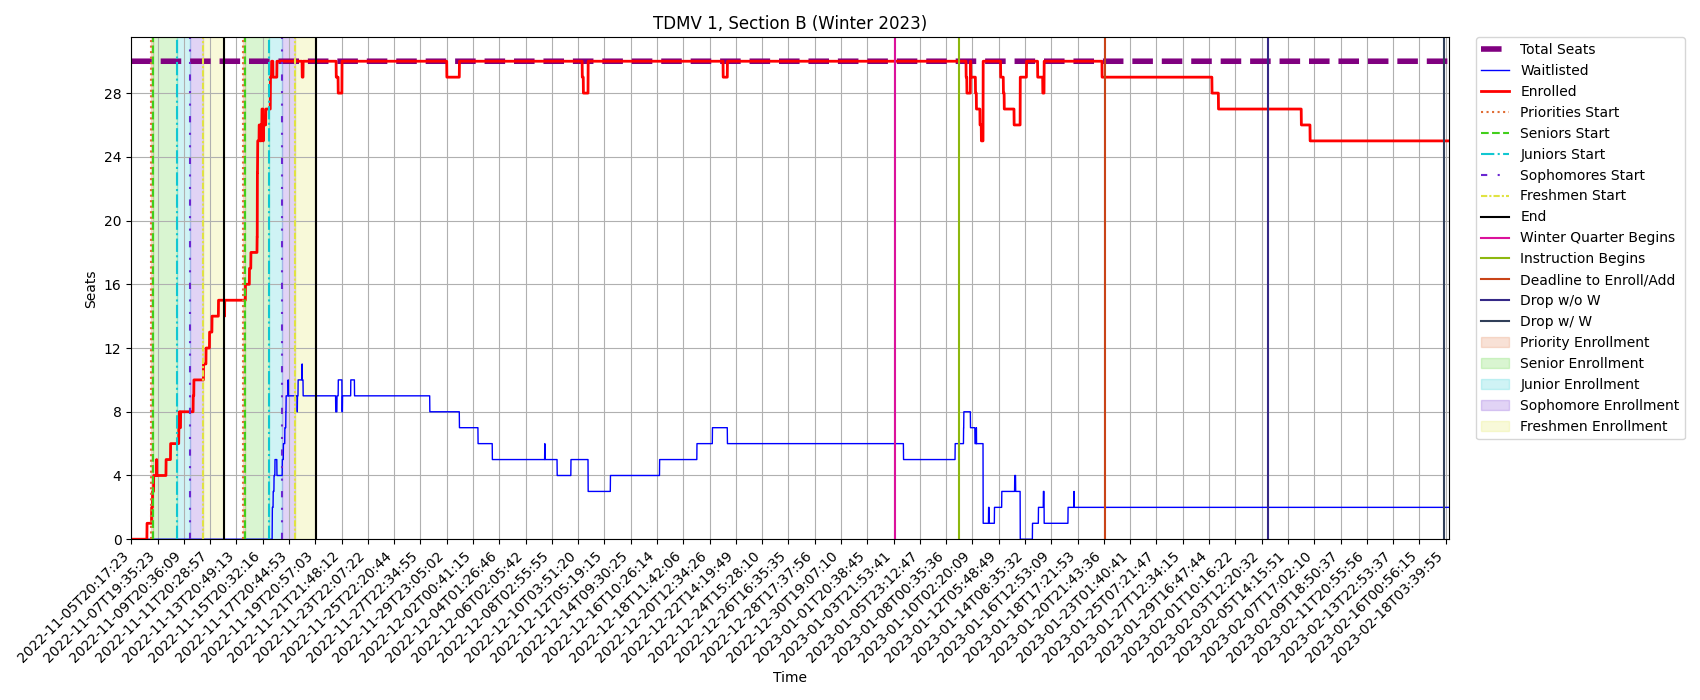 TDMV 1, Section B (Winter 2023)
Seats
28
24
20
16
12
8
4
0
2022-11-05T20:17:23
2022-11-07T19:35:23
2022-11-09T20:36:09
2022-11-11T20:28:57
2022-11-13T20:49:13
2022-11-15T20:32:16
2022-11-17T20:44:53
2022-11-19T20:57:03
2022-11-21T21:48:12
2022-11-23T22:07:22
2022-11-25T22:20:44
2022-11-27T22:34:55
2022-11-29T23:05:02
2022-12-02T00:41:15
2022-12-04T01:26:46
2022-12-06T02:05:42
2022-12-08T02:55:55
2022-12-10T03:51:20
2022-12-12T05:19:15
2022-12-14T09:30:25
2022-12-16T10:26:14
2022-12-18T11:42:06
2022-12-20T12:34:26
2022-12-22T14:19:49
2022-12-24T15:28:10
2022-12-26T16:35:35
2022-12-28T17:37:56
2022-12-30T19:07:10
2023-01-01T20:38:45
2023-01-03T21:53:41
2023-01-05T23:12:47
2023-01-08T00:35:30
2023-01-10T02:20:09
2023-01-12T05:48:49
2023-01-14T08:35:32
2023-01-16T12:53:09
2023-01-18T17:21:53
2023-01-20T21:43:36
2023-01-23T01:40:41
2023-01-25T07:21:47
2023-01-27T12:34:15
2023-01-29T16:47:44
2023-02-01T10:16:22
2023-02-03T12:20:32
2023-02-05T14:15:51
2023-02-07T17:02:10
2023-02-09T18:50:37
2023-02-11T20:55:56
2023-02-13T22:53:37
2023-02-16T00:56:15
2023-02-18T03:39:55
Time
Total Seats
Waitlisted
Enrolled
Priorities Start
Seniors Start
Juniors Start
Sophomores Start
Freshmen Start
End
Winter Quarter Begins
Instruction Begins
Deadline to Enroll/Add
Drop w/o W
Drop w/ W
Priority Enrollment
Senior Enrollment
Junior Enrollment
Sophomore Enrollment
Freshmen Enrollment